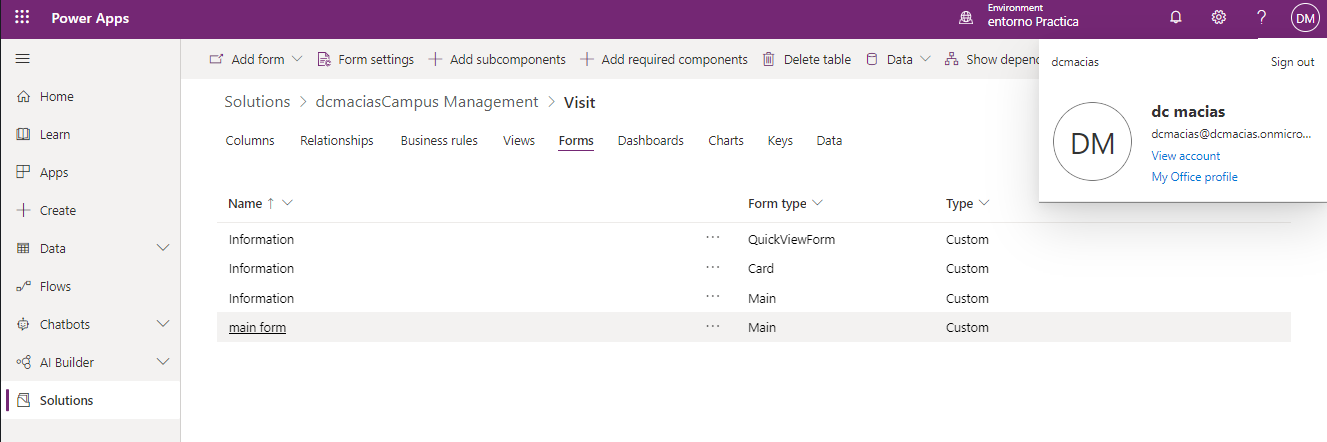 Power Apps
Environment
entorno Practica
DM
Add form
Form settings
Add subcomponents
Add required components
Delete table
Data
Show depend
dcmacias
Sign out
DM
dc macias
dcmacias@dcmacias.onmicro...
View account
My Office profile
Home
Learn
Apps
Create
Data
Flows
Chatbots
AI Builder
Solutions
Solutions > dcmaciasCampus Management > Visit
Columns Relationships Business rules Views Forms Dashboards Charts Keys Data
Name ↑ Form type Type
Information ... QuickViewForm Custom
Information ... Card Custom
Information ... Main Custom
main form ... Main Custom